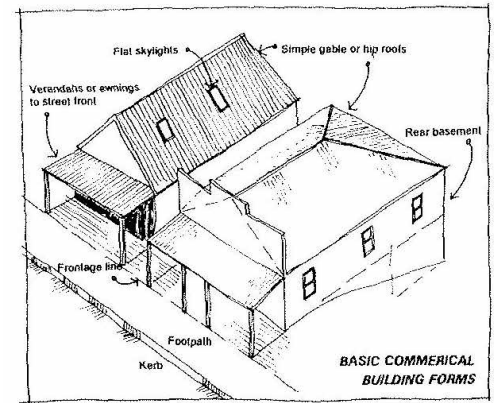 Flat skylights
Simple gable or hip roofs
Verandahs or awnings
to street front
Rear basement
Frontage line
Footpath
Kerb
BASIC COMMERICAL
BUILDING FORMS